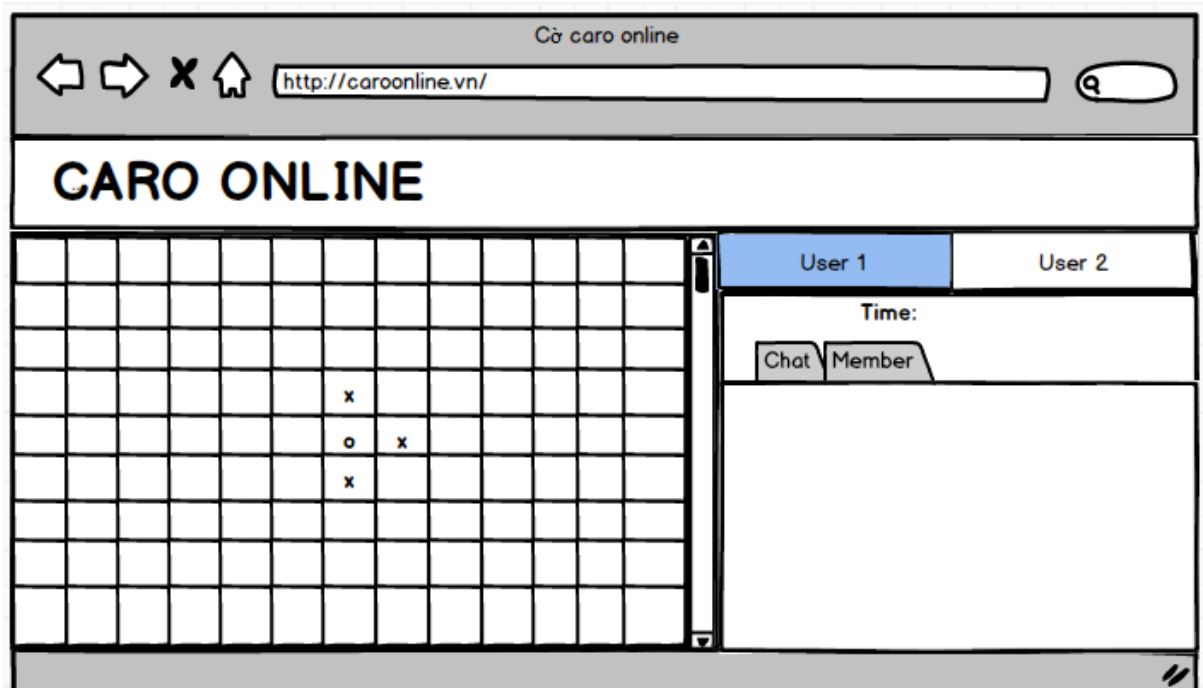 Cờ caro online
http://caroonline.vn/
CARO ONLINE
User 1 User 2
Time:
Chat Member
x
o x
x